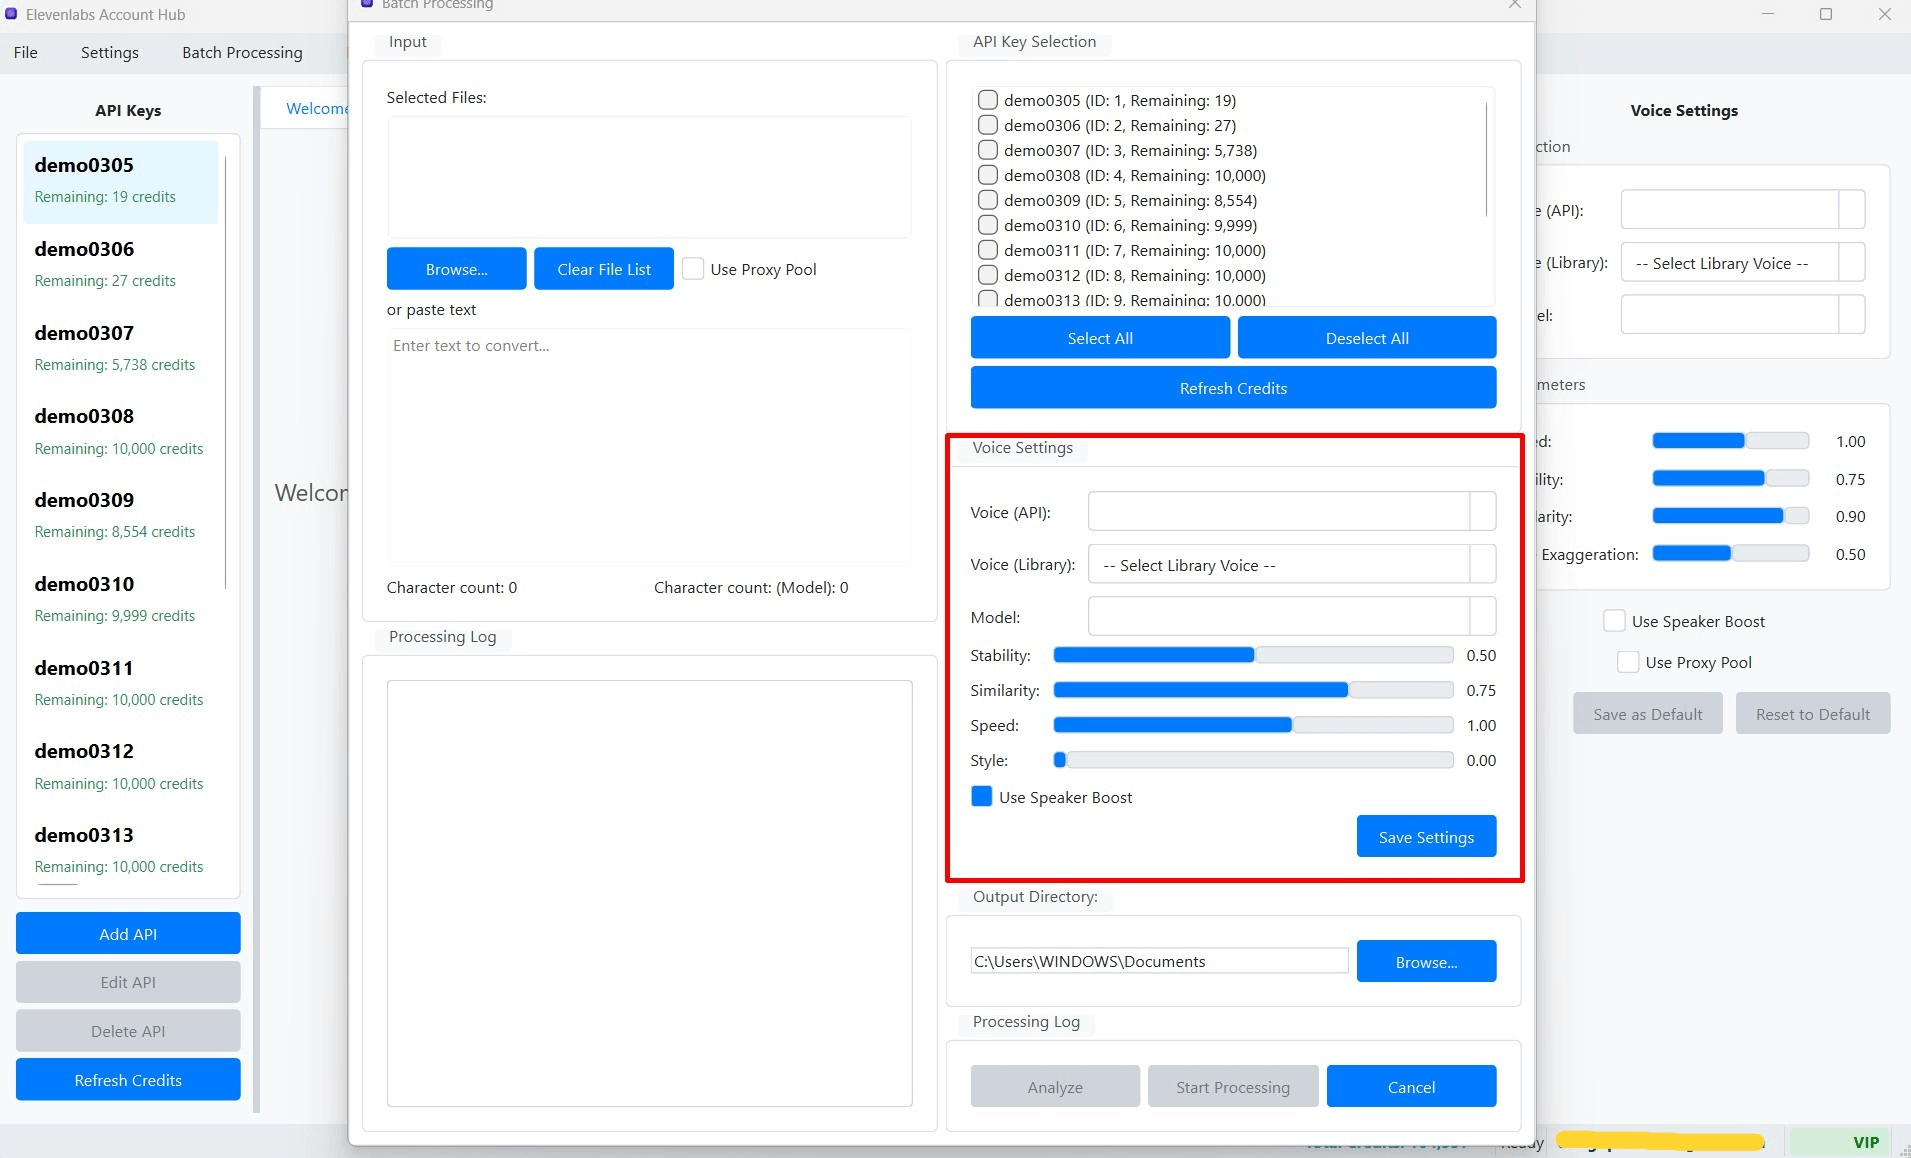 Elevenlabs Account Hub
File Settings Batch Processing
API Keys
demo0305
Remaining: 19 credits
demo0306
Remaining: 27 credits
demo0307
Remaining: 5,738 credits
demo0308
Remaining: 10,000 credits
demo0309
Remaining: 8,554 credits
demo0310
Remaining: 9,999 credits
demo0311
Remaining: 10,000 credits
demo0312
Remaining: 10,000 credits
demo0313
Remaining: 10,000 credits
Add API
Edit API
Delete API
Refresh Credits
Welcome
Welcor
Batch Processing
Input
Selected Files:
Browse... Clear File List Use Proxy Pool
or paste text
Enter text to convert...
Character count: 0 Character count: (Model): 0
Processing Log
API Key Selection
demo0305 (ID: 1, Remaining: 19)
demo0306 (ID: 2, Remaining: 27)
demo0307 (ID: 3, Remaining: 5,738)
demo0308 (ID: 4, Remaining: 10,000)
demo0309 (ID: 5, Remaining: 8,554)
demo0310 (ID: 6, Remaining: 9,999)
demo0311 (ID: 7, Remaining: 10,000)
demo0312 (ID: 8, Remaining: 10,000)
demo0313 (ID: 9, Remaining: 10,000)
Select All Deselect All
Refresh Credits
Voice Settings
Voice (API):
Voice (Library): -- Select Library Voice --
Model:
Stability: 0.50
Similarity: 0.75
Speed: 1.00
Style: 0.00
Use Speaker Boost
Save Settings
Output Directory:
C:\Users\WINDOWS\Documents Browse...
Processing Log
Analyze Start Processing Cancel
Voice Settings
ction
e (API):
e (Library): -- Select Library Voice --
el:
meters
ed: 1.00
ility: 0.75
larity: 0.90
Exaggeration: 0.50
Use Speaker Boost
Use Proxy Pool
Save as Default Reset to Default
Ready
VIP